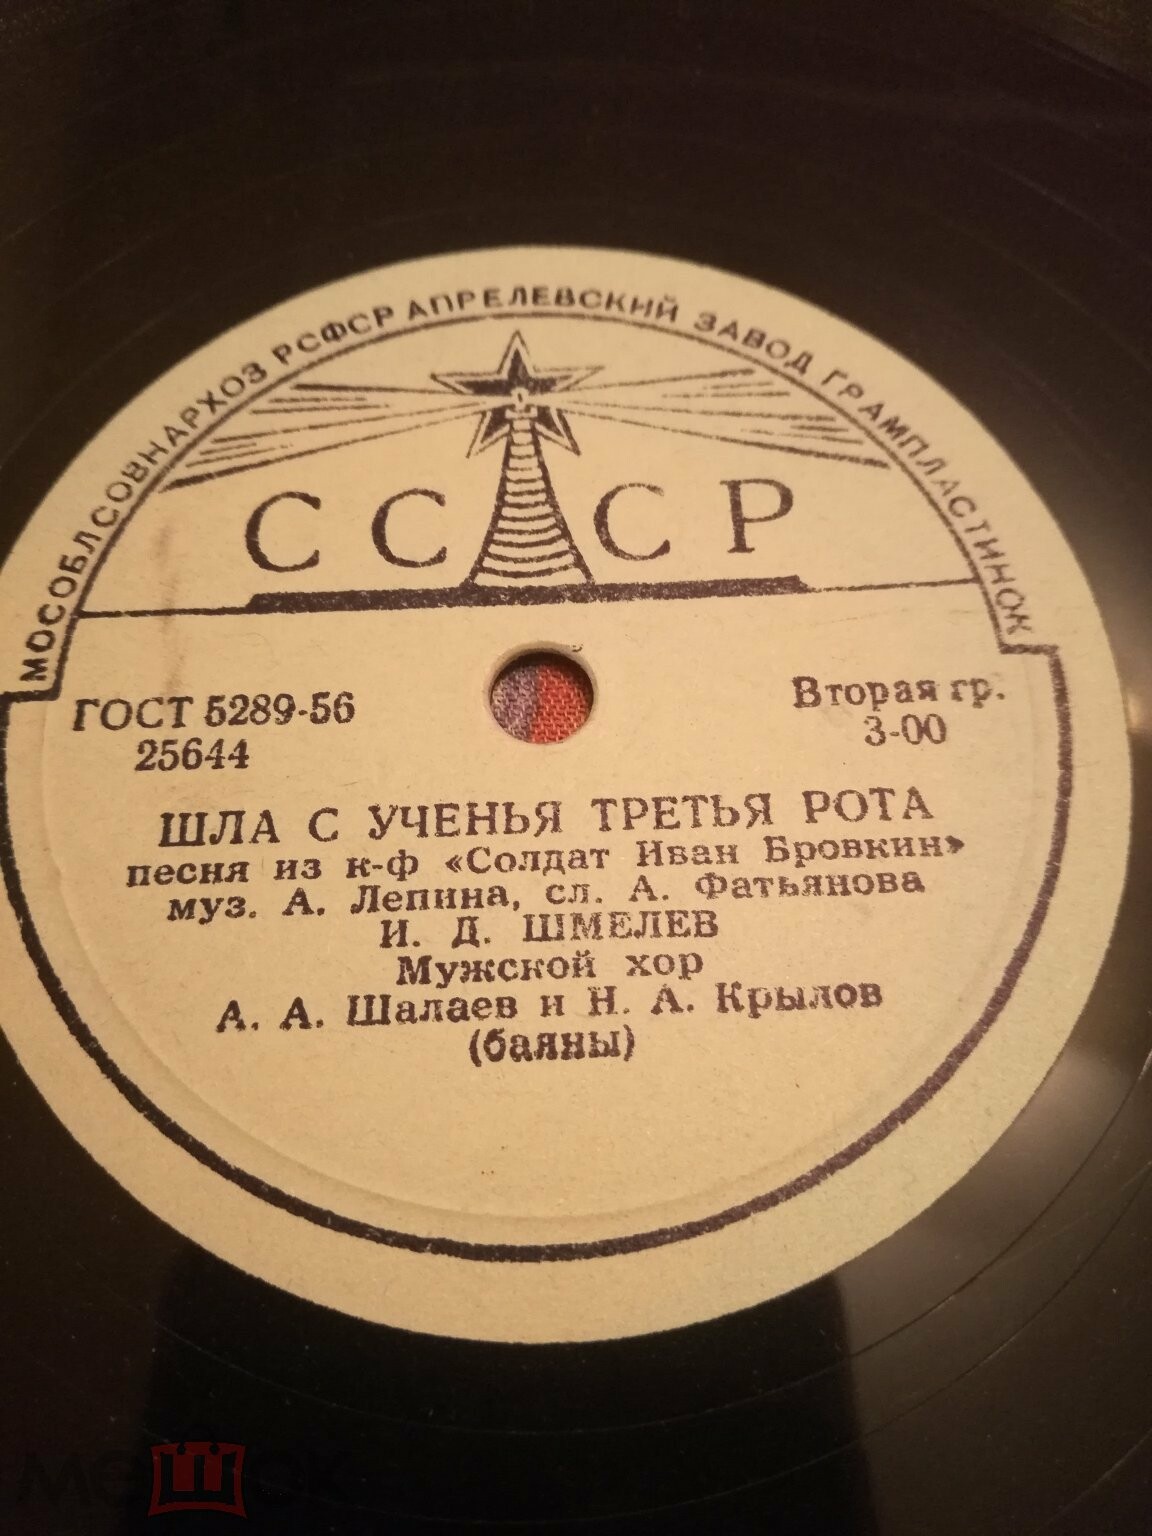 МОСОБЛСОВНАРХОЗ РСФСР АПРЕЛЕВСКИЙ ЗАВОД ГРАМПЛАСТИНОК
СССР
ГОСТ 5289-56
25644
Вторая гр.
3-00
ШЛА С УЧЕНЬЯ ТРЕТЬЯ РОТА
песня из к-ф «Солдат Иван Бровкин»
муз. А. Лепина, сл. А. Фатьянова
И. Д. ШМЕЛЕВ
Мужской хор
А. А. Шалаев и Н. А. Крылов
(баяны)
мешок